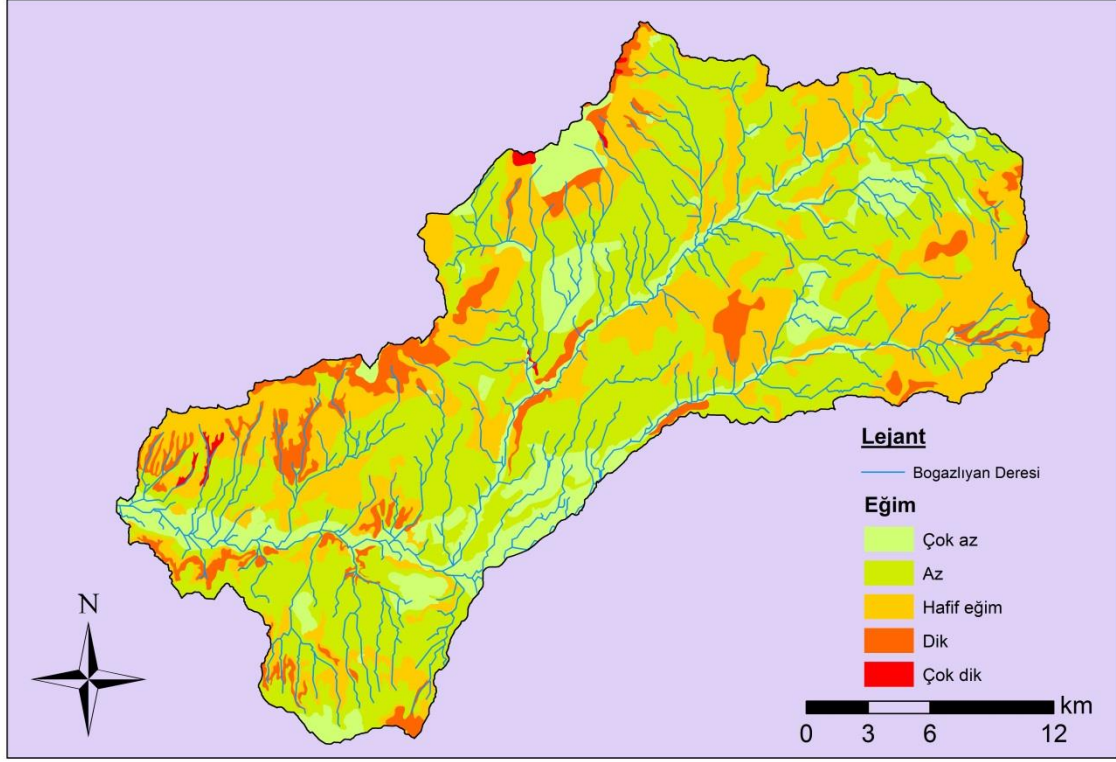 Lejant
Bogazlıyan Deresi
Eğim
Çok az
Az
Hafif eğim
Dik
Çok dik
N
km
0 3 6 12